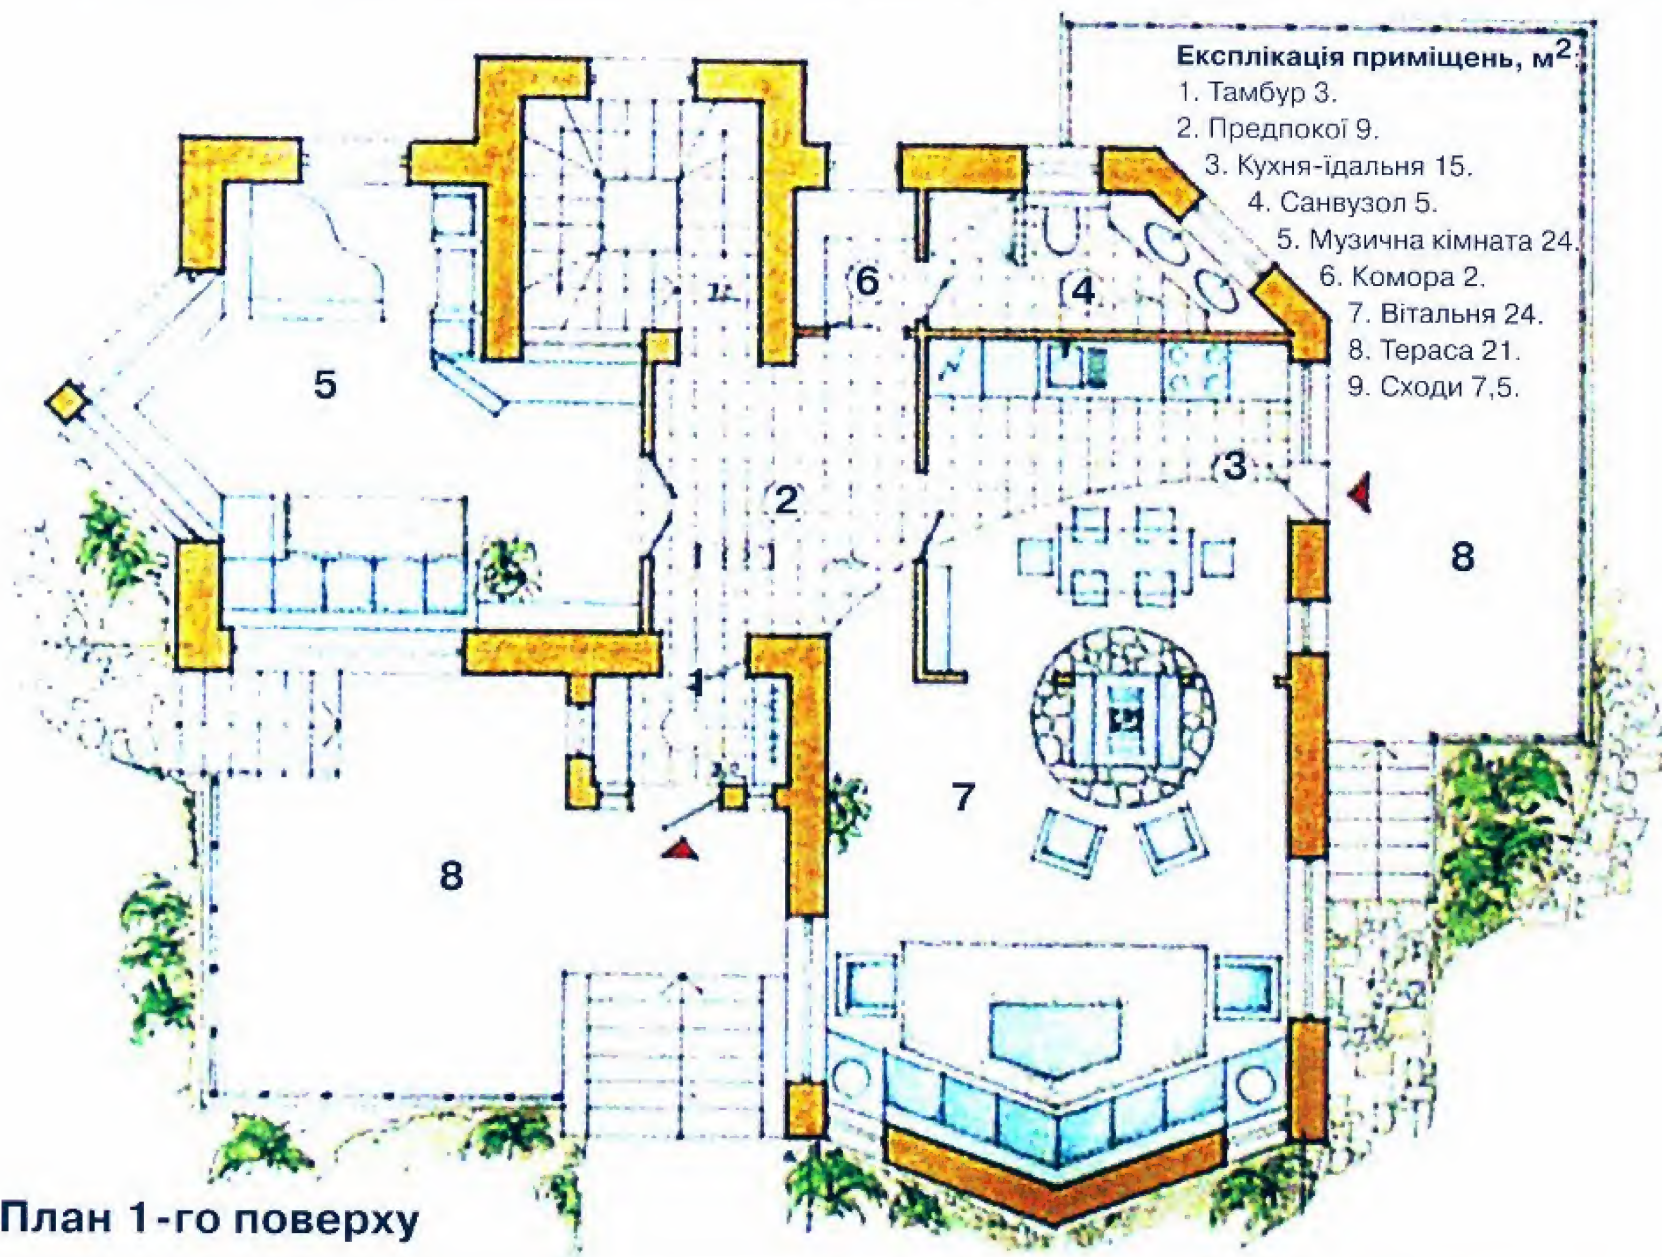 Експлікація приміщень, м²:
1. Тамбур 3.
2. Предпокої 9.
3. Кухня-їдальня 15.
4. Санвузол 5.
5. Музична кімната 24.
6. Комора 2.
7. Вітальня 24.
8. Тераса 21.
9. Сходи 7,5.
6
4
5
3
2
8
1
7
8
План 1-го поверху